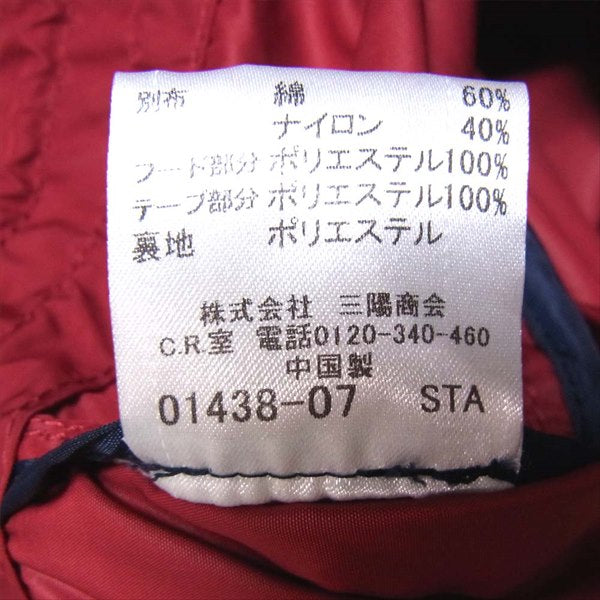 別布 綿 60%
ナイロン 40%
フード部分 ポリエステル100%
テープ部分 ポリエステル100%
裏地 ポリエステル
株式会社 三陽商会
C.R.室 電話0120-340-460
中国製
01438-07 STA